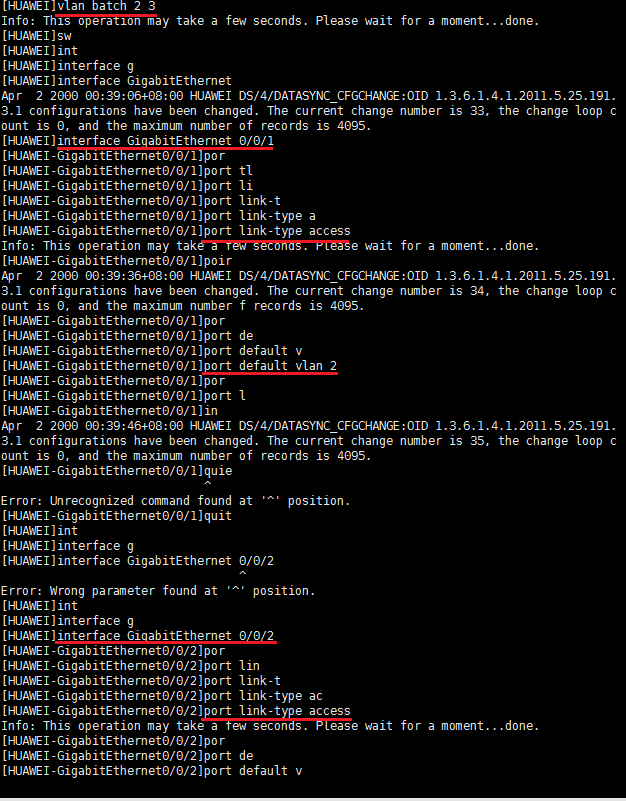 [HUAWEI]vlan batch 2 3
Info: This operation may take a few seconds. Please wait for a moment...done.
[HUAWEI]sw
[HUAWEI]int
[HUAWEI]interface g
[HUAWEI]interface GigabitEthernet
Apr  2 2000 00:39:06+08:00 HUAWEI DS/4/DATASYNC_CFGCHANGE:OID 1.3.6.1.4.1.2011.5.25.191.
3.1 configurations have been changed. The current change number is 33, the change loop c
ount is 0, and the maximum number of records is 4095.
[HUAWEI]interface GigabitEthernet 0/0/1
[HUAWEI-GigabitEthernet0/0/1]por
[HUAWEI-GigabitEthernet0/0/1]port tl
[HUAWEI-GigabitEthernet0/0/1]port li
[HUAWEI-GigabitEthernet0/0/1]port link-t
[HUAWEI-GigabitEthernet0/0/1]port link-type a
[HUAWEI-GigabitEthernet0/0/1]port link-type access
Info: This operation may take a few seconds. Please wait for a moment...done.
[HUAWEI-GigabitEthernet0/0/1]poir
Apr  2 2000 00:39:36+08:00 HUAWEI DS/4/DATASYNC_CFGCHANGE:OID 1.3.6.1.4.1.2011.5.25.191.
3.1 configurations have been changed. The current change number is 34, the change loop c
ount is 0, and the maximum number f records is 4095.
[HUAWEI-GigabitEthernet0/0/1]por
[HUAWEI-GigabitEthernet0/0/1]port de
[HUAWEI-GigabitEthernet0/0/1]port default v
[HUAWEI-GigabitEthernet0/0/1]port default vlan 2
[HUAWEI-GigabitEthernet0/0/1]por
[HUAWEI-GigabitEthernet0/0/1]port l
[HUAWEI-GigabitEthernet0/0/1]in
Apr  2 2000 00:39:46+08:00 HUAWEI DS/4/DATASYNC_CFGCHANGE:OID 1.3.6.1.4.1.2011.5.25.191.
3.1 configurations have been changed. The current change number is 35, the change loop c
ount is 0, and the maximum number of records is 4095.
[HUAWEI-GigabitEthernet0/0/1]quie
^
Error: Unrecognized command found at '^' position.
[HUAWEI-GigabitEthernet0/0/1]quit
[HUAWEI]int
[HUAWEI]interface g
[HUAWEI]interface GigabitEthernet 0/0/2
^
Error: Wrong parameter found at '^' position.
[HUAWEI]int
[HUAWEI]interface g
[HUAWEI]interface GigabitEthernet 0/0/2
[HUAWEI-GigabitEthernet0/0/2]por
[HUAWEI-GigabitEthernet0/0/2]port lin
[HUAWEI-GigabitEthernet0/0/2]port link-t
[HUAWEI-GigabitEthernet0/0/2]port link-type ac
[HUAWEI-GigabitEthernet0/0/2]port link-type access
Info: This operation may take a few seconds. Please wait for a moment...done.
[HUAWEI-GigabitEthernet0/0/2]por
[HUAWEI-GigabitEthernet0/0/2]port de
[HUAWEI-GigabitEthernet0/0/2]port default v